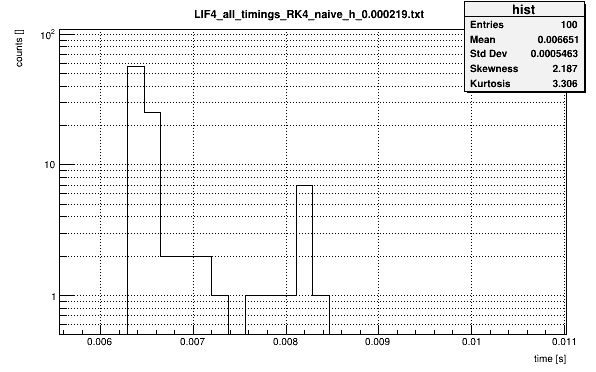 LIF4_all_timings_RK4_naive_h_0.000219.txt
hist
Entries 100
Mean 0.006651
Std Dev 0.0005463
Skewness 2.187
Kurtosis 3.306
counts []
10²
10
1
0.006 0.007 0.008 0.009 0.01 0.011
time [s]